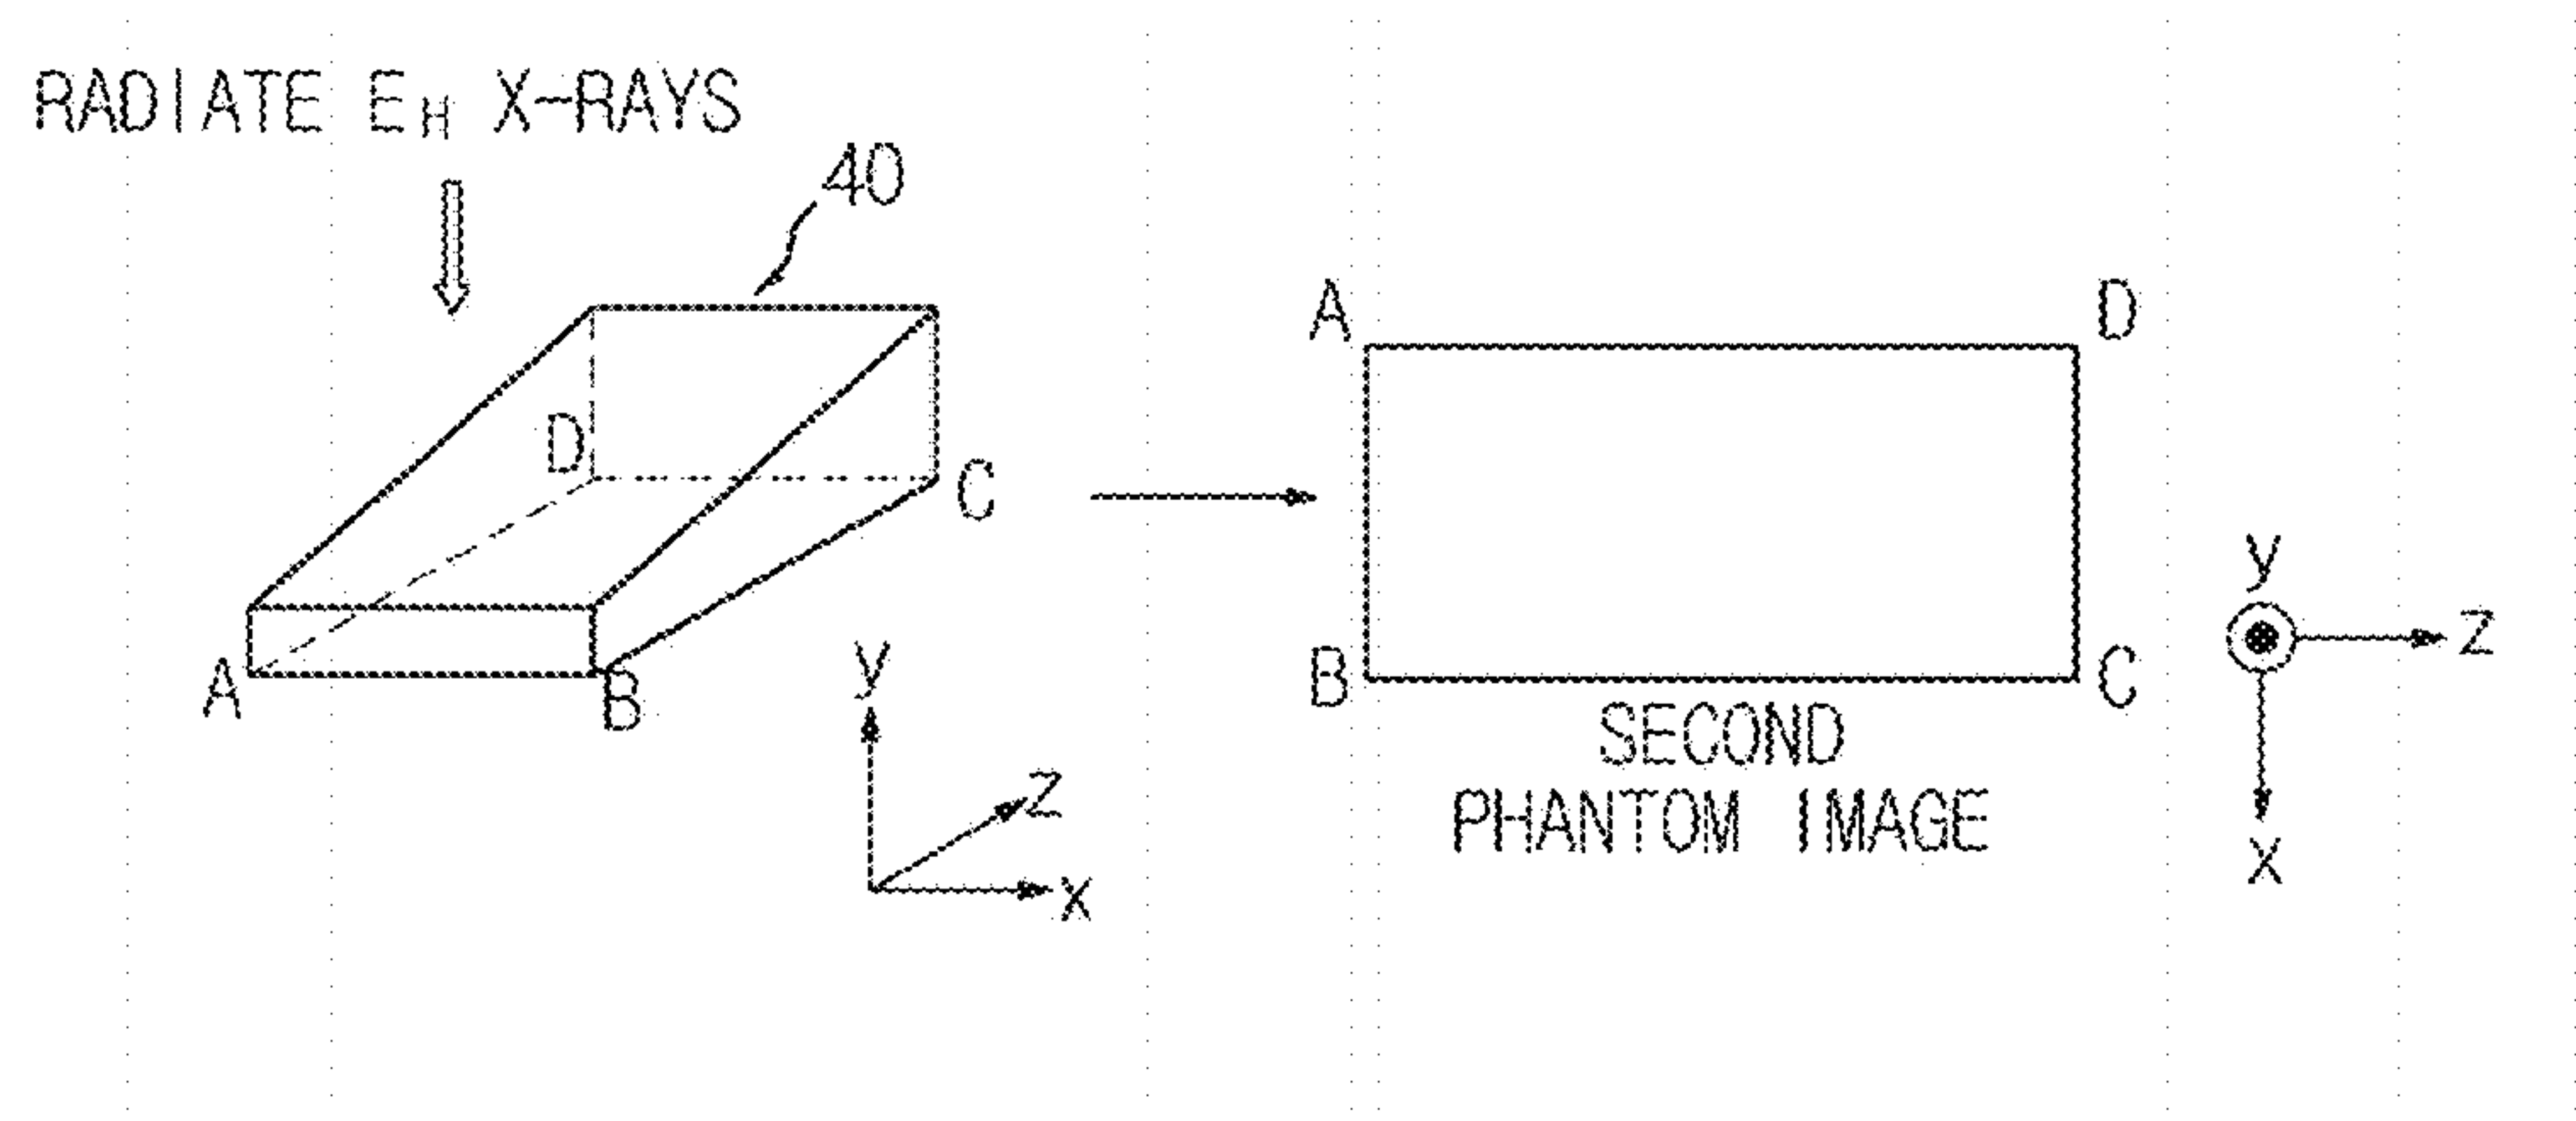 RADIATE EH X-RAYS
40
A D
D
C
y
z
A
B
B C
y
SECOND
z
PHANTOM IMAGE
x
x